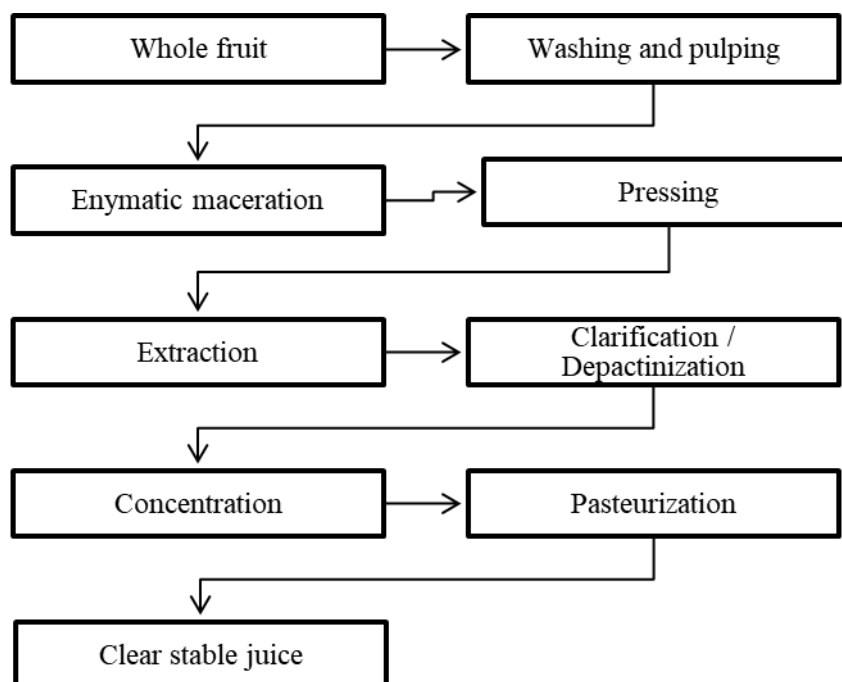 Whole fruit
Washing and pulping
Enymatic maceration
Pressing
Extraction
Clarification /
Depactinization
Concentration
Pasteurization
Clear stable juice